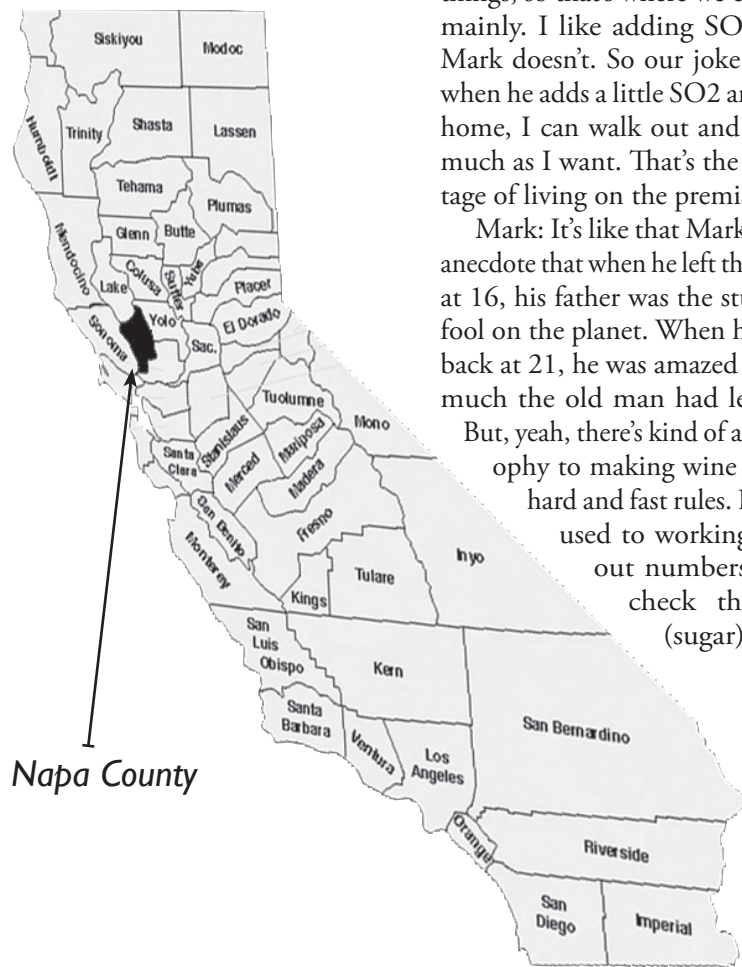 Siskiyou
Modoc
Humboldt
Trinity
Shasta
Lassen
Tehama
Plumas
Mendocino
Glenn
Butte
Lake
Colusa
Sutter
Yuba
Placer
Sonoma
Yolo
El Dorado
Sac.
Tuolumne
Mono
Stanislaus
Mariposa
Santa
Clara
Merced
Madera
San Benito
Fresno
Monterey
Inyo
Kings
Tulare
San
Luis
Obispo
Kern
San Bernardino
Santa
Barbara
Ventura
Los
Angeles
Orange
Riverside
San
Diego
Imperial
Napa County
mainly. I like adding SO
Mark doesn't. So our joke
when he adds a little SO2 a
home, I can walk out and
much as I want. That's the
tage of living on the premi
Mark: It's like that Mark
anecdote that when he left th
at 16, his father was the st
fool on the planet. When h
back at 21, he was amazed
much the old man had le
But, yeah, there's kind of a
ophy to making wine
hard and fast rules. I
used to working
out numbers
check th
(sugar)